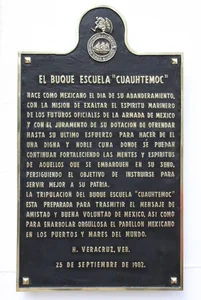 EL BUQUE ESCUELA "CUAUHTEMOC"
NACE COMO MEXICANO EL DIA DE SU ABANDERAMIENTO,
CON LA MISION DE EXALTAR EL ESPIRITU MARINERO
DE LOS FUTUROS OFICIALES DE LA ARMADA DE MEXICO
Y CON EL JURAMENTO DE SU DOTACION DE OFRENDAR
HASTA SU ULTIMO ESFUERZO PARA HACER DE EL
UNA DIGNA Y NOBLE CUNA DONDE SE PUEDAN
CONTINUAR FORTALECIENDO LAS MENTES Y ESPIRITUS
DE AQUELLOS QUE SE EMBARQUEN EN SU SENO,
PERSIGUIENDO EL OBJETIVO DE INSTRUIRSE PARA
SERVIR MEJOR A SU PATRIA.
LA TRIPULACION DEL BUQUE ESCUELA "CUAUHTEMOC"
ESTA PREPARADA PARA TRASMITIR EL MENSAJE DE
AMISTAD Y BUENA VOLUNTAD DE MEXICO, ASI COMO
PARA ENARBOLAR ORGULLOSA EL PABELLON MEXICANO
EN LOS PUERTOS Y MARES DEL MUNDO.
H. VERACRUZ, VER.
25 DE SEPTIEMBRE DE 1982.